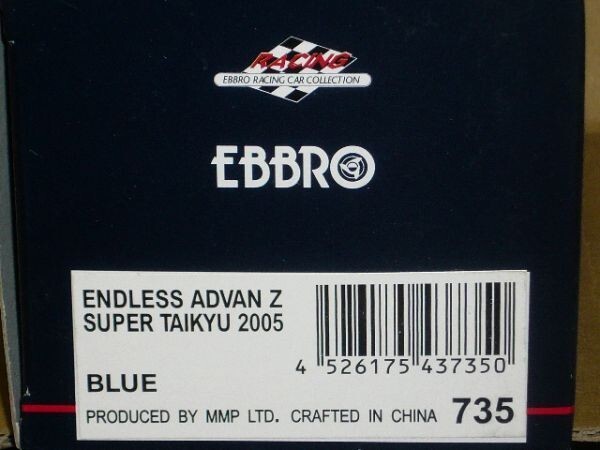 RACING
EBBRO RACING CAR COLLECTION
EBBRO
ENDLESS ADVAN Z
SUPER TAIKYU 2005
4 526175 437350
BLUE
PRODUCED BY MMP LTD. CRAFTED IN CHINA 735